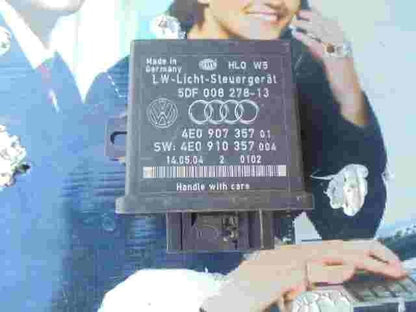 Made in
Germany
HLO W5
LW-Licht-Steuergerät
5DF 008 278-13
4E0 907 357 01
SW: 4E0 910 357 004
14.05.04 2 0102
Handle with care